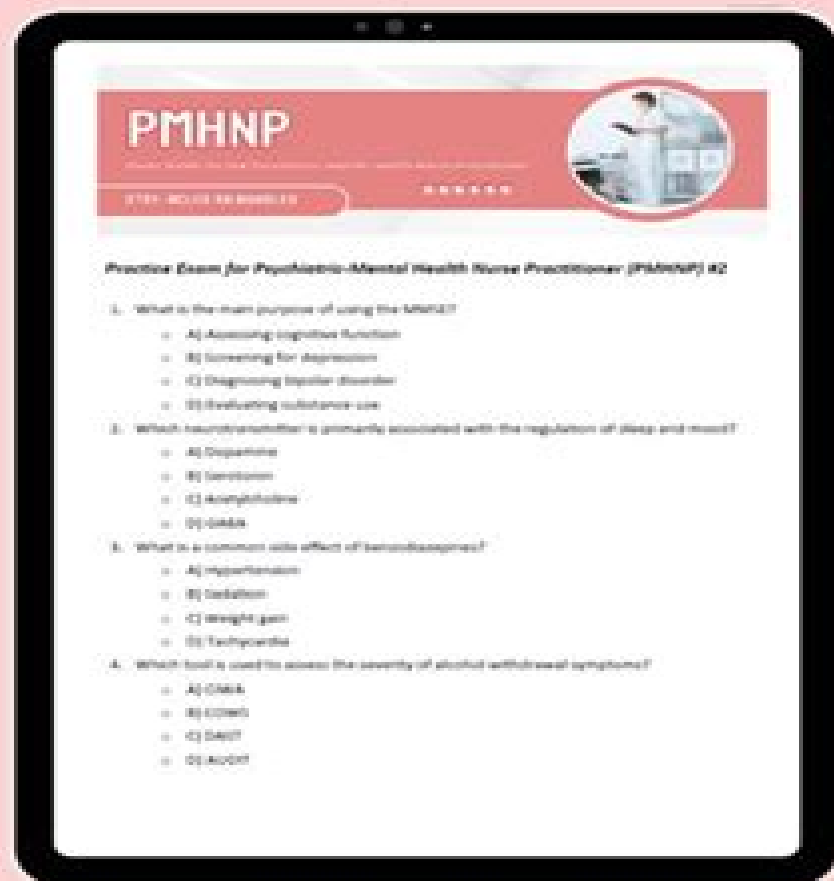 PMHNP
Practice Exam for Psychiatric-Mental Health Nurse Practitioner (PMHNP) #2
1. What is the main purpose of using the MMSE?
A) Assessing cognitive function
B) Screening for depression
C) Diagnosing bipolar disorder
D) Evaluating substance use
2. Which neurotransmitter is primarily associated with the regulation of sleep and mood?
A) Dopamine
B) Serotonin
C) Acetylcholine
D) GABA
3. What is a common side effect of benzodiazepines?
A) Hypertension
B) Sedation
C) Weight gain
D) Tachycardia
4. Which tool is used to assess the severity of alcohol withdrawal symptoms?
A) CIWA
B) COWS
C) DAST
D) AUDIT